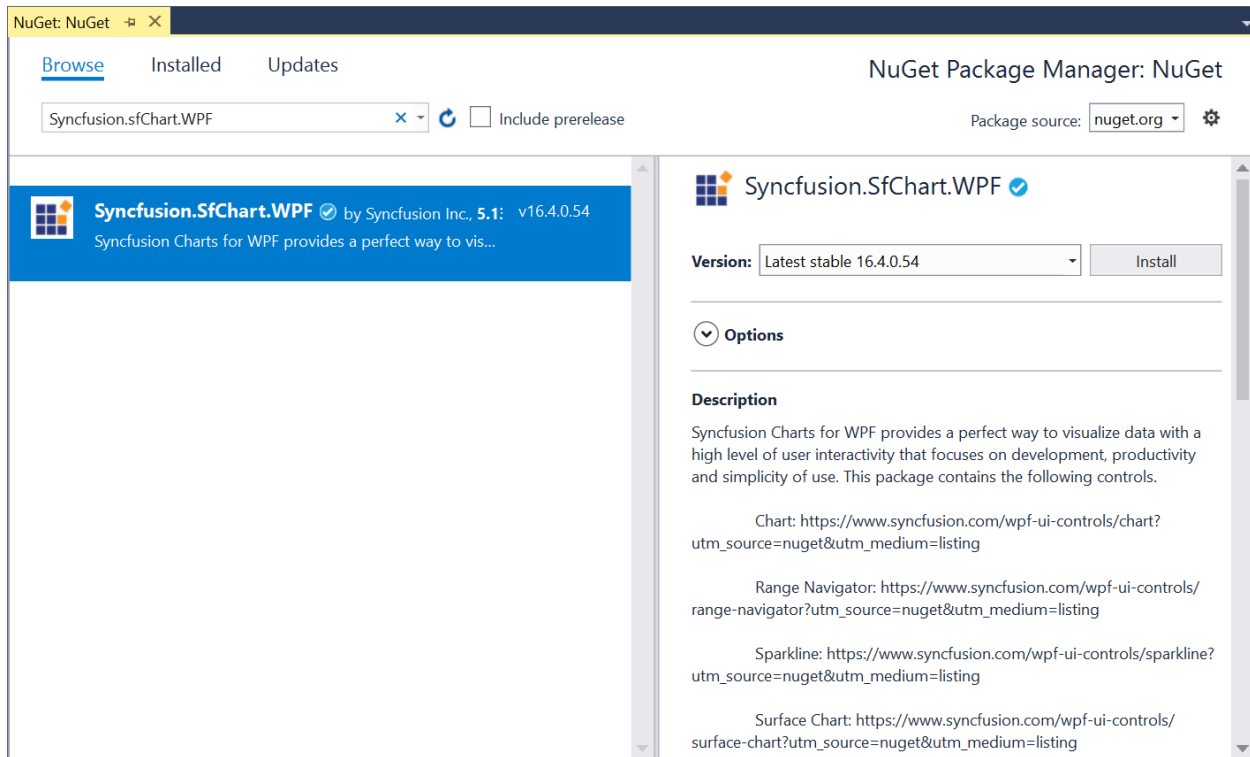 NuGet: NuGet
Browse Installed Updates
NuGet Package Manager: NuGet
Syncfusion.sfChart.WPF
Include prerelease
Package source: nuget.org
Syncfusion.SfChart.WPF by Syncfusion Inc., 5.1 v16.4.0.54
Syncfusion Charts for WPF provides a perfect way to vis...
Syncfusion.SfChart.WPF
Version: Latest stable 16.4.0.54 Install
Options
Description
Syncfusion Charts for WPF provides a perfect way to visualize data with a
high level of user interactivity that focuses on development, productivity
and simplicity of use. This package contains the following controls.
Chart: https://www.syncfusion.com/wpf-ui-controls/chart?
utm_source=nuget&utm_medium=listing
Range Navigator: https://www.syncfusion.com/wpf-ui-controls/
range-navigator?utm_source=nuget&utm_medium=listing
Sparkline: https://www.syncfusion.com/wpf-ui-controls/sparkline?
utm_source=nuget&utm_medium=listing
Surface Chart: https://www.syncfusion.com/wpf-ui-controls/
surface-chart?utm_source=nuget&utm_medium=listing